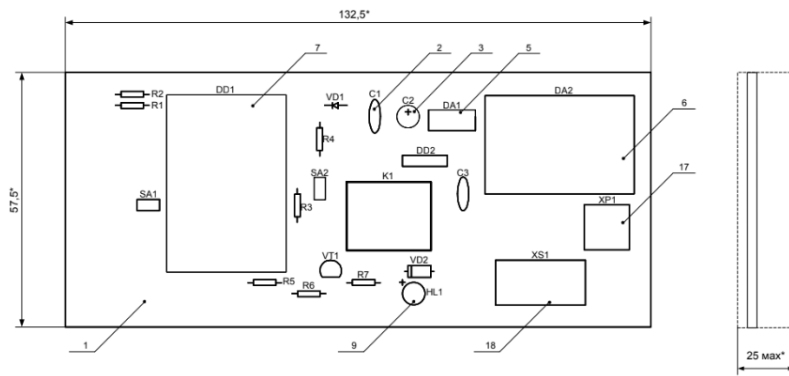 132,5*
7
2
3
5
R2
R1
DD1
VD1
C1
C2
DA1
DA2
6
R4
DD2
17
57,5*
SA1
SA2
K1
C3
XP1
R3
VT1
VD2
XS1
R5
R6
R7
HL1
1
9
18
25 мах*